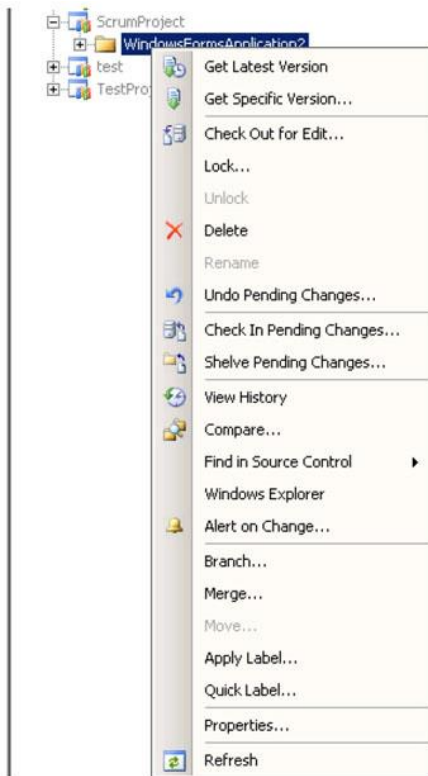 ScrumProject
WindowsFormsApplication2
test
TestPro
Get Latest Version
Get Specific Version...
Check Out for Edit...
Lock...
Unlock
Delete
Rename
Undo Pending Changes...
Check In Pending Changes...
Shelve Pending Changes...
View History
Compare...
Find in Source Control
Windows Explorer
Alert on Change...
Branch...
Merge...
Move...
Apply Label...
Quick Label...
Properties...
Refresh